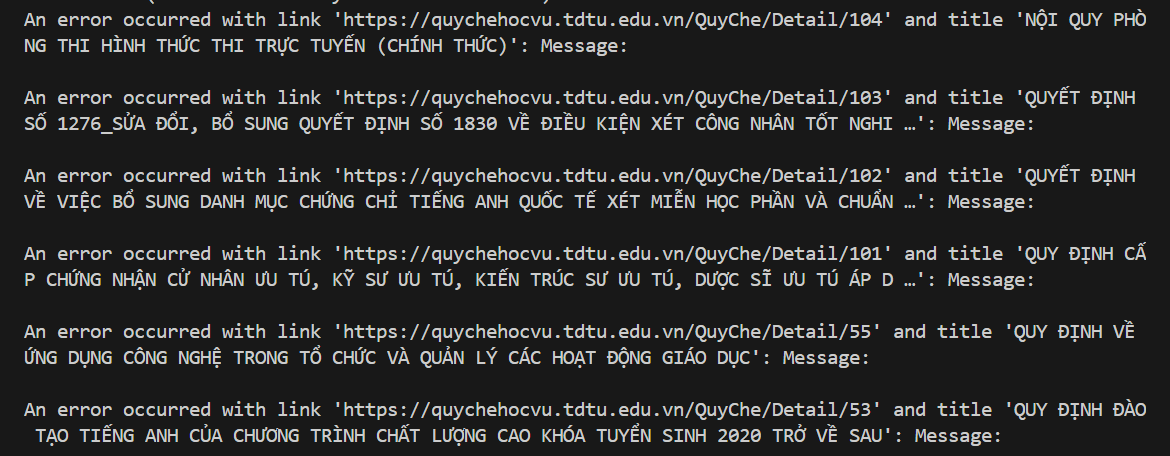 An error occurred with link 'https://quychehocvu.tdtu.edu.vn/QuyChe/Detail/104' and title 'NỘI QUY PHÒ
NG THI HÌNH THỨC THI TRỰC TUYẾN (CHÍNH THỨC)': Message:
An error occurred with link 'https://quychehocvu.tdtu.edu.vn/QuyChe/Detail/103' and title 'QUYẾT ĐỊNH
SỐ 1276_SỬA ĐỔI, BỔ SUNG QUYẾT ĐỊNH SỐ 1830 VỀ ĐIỀU KIỆN XÉT CÔNG NHÂN TỐT NGHI …': Message:
An error occurred with link 'https://quychehocvu.tdtu.edu.vn/QuyChe/Detail/102' and title 'QUYẾT ĐỊNH
VỀ VIỆC BỔ SUNG DANH MỤC CHỨNG CHỈ TIẾNG ANH QUỐC TẾ XÉT MIỄN HỌC PHẦN VÀ CHUẨN …': Message:
An error occurred with link 'https://quychehocvu.tdtu.edu.vn/QuyChe/Detail/101' and title 'QUY ĐỊNH CẤ
P CHỨNG NHẬN CỬ NHÂN ƯU TÚ, KỸ SƯ ƯU TÚ, KIẾN TRÚC SƯ ƯU TÚ, DƯỢC SĨ ƯU TÚ ÁP D …': Message:
An error occurred with link 'https://quychehocvu.tdtu.edu.vn/QuyChe/Detail/55' and title 'QUY ĐỊNH VỀ
ỨNG DỤNG CÔNG NGHỆ TRONG TỔ CHỨC VÀ QUẢN LÝ CÁC HOẠT ĐỘNG GIÁO DỤC': Message:
An error occurred with link 'https://quychehocvu.tdtu.edu.vn/QuyChe/Detail/53' and title 'QUY ĐỊNH ĐÀO
TẠO TIẾNG ANH CỦA CHƯƠNG TRÌNH CHẤT LƯỢNG CAO KHÓA TUYỂN SINH 2020 TRỞ VỀ SAU': Message: